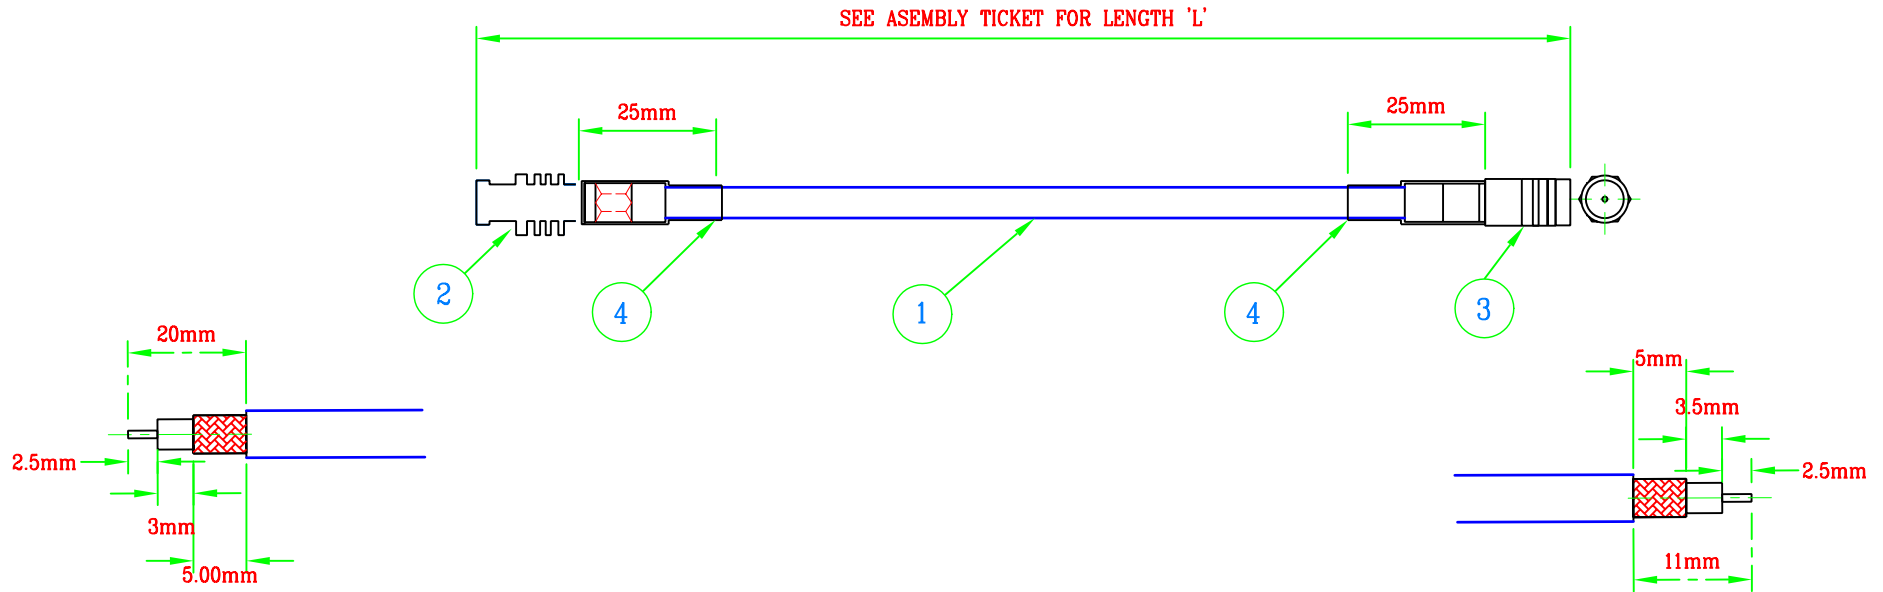 SEE ASEMBLY TICKET FOR LENGTH 'L'
25mm
25mm
2
4
1
4
3
20mm
5mm
3.5mm
2.5mm
2.5mm
3mm
11mm
5.00mm